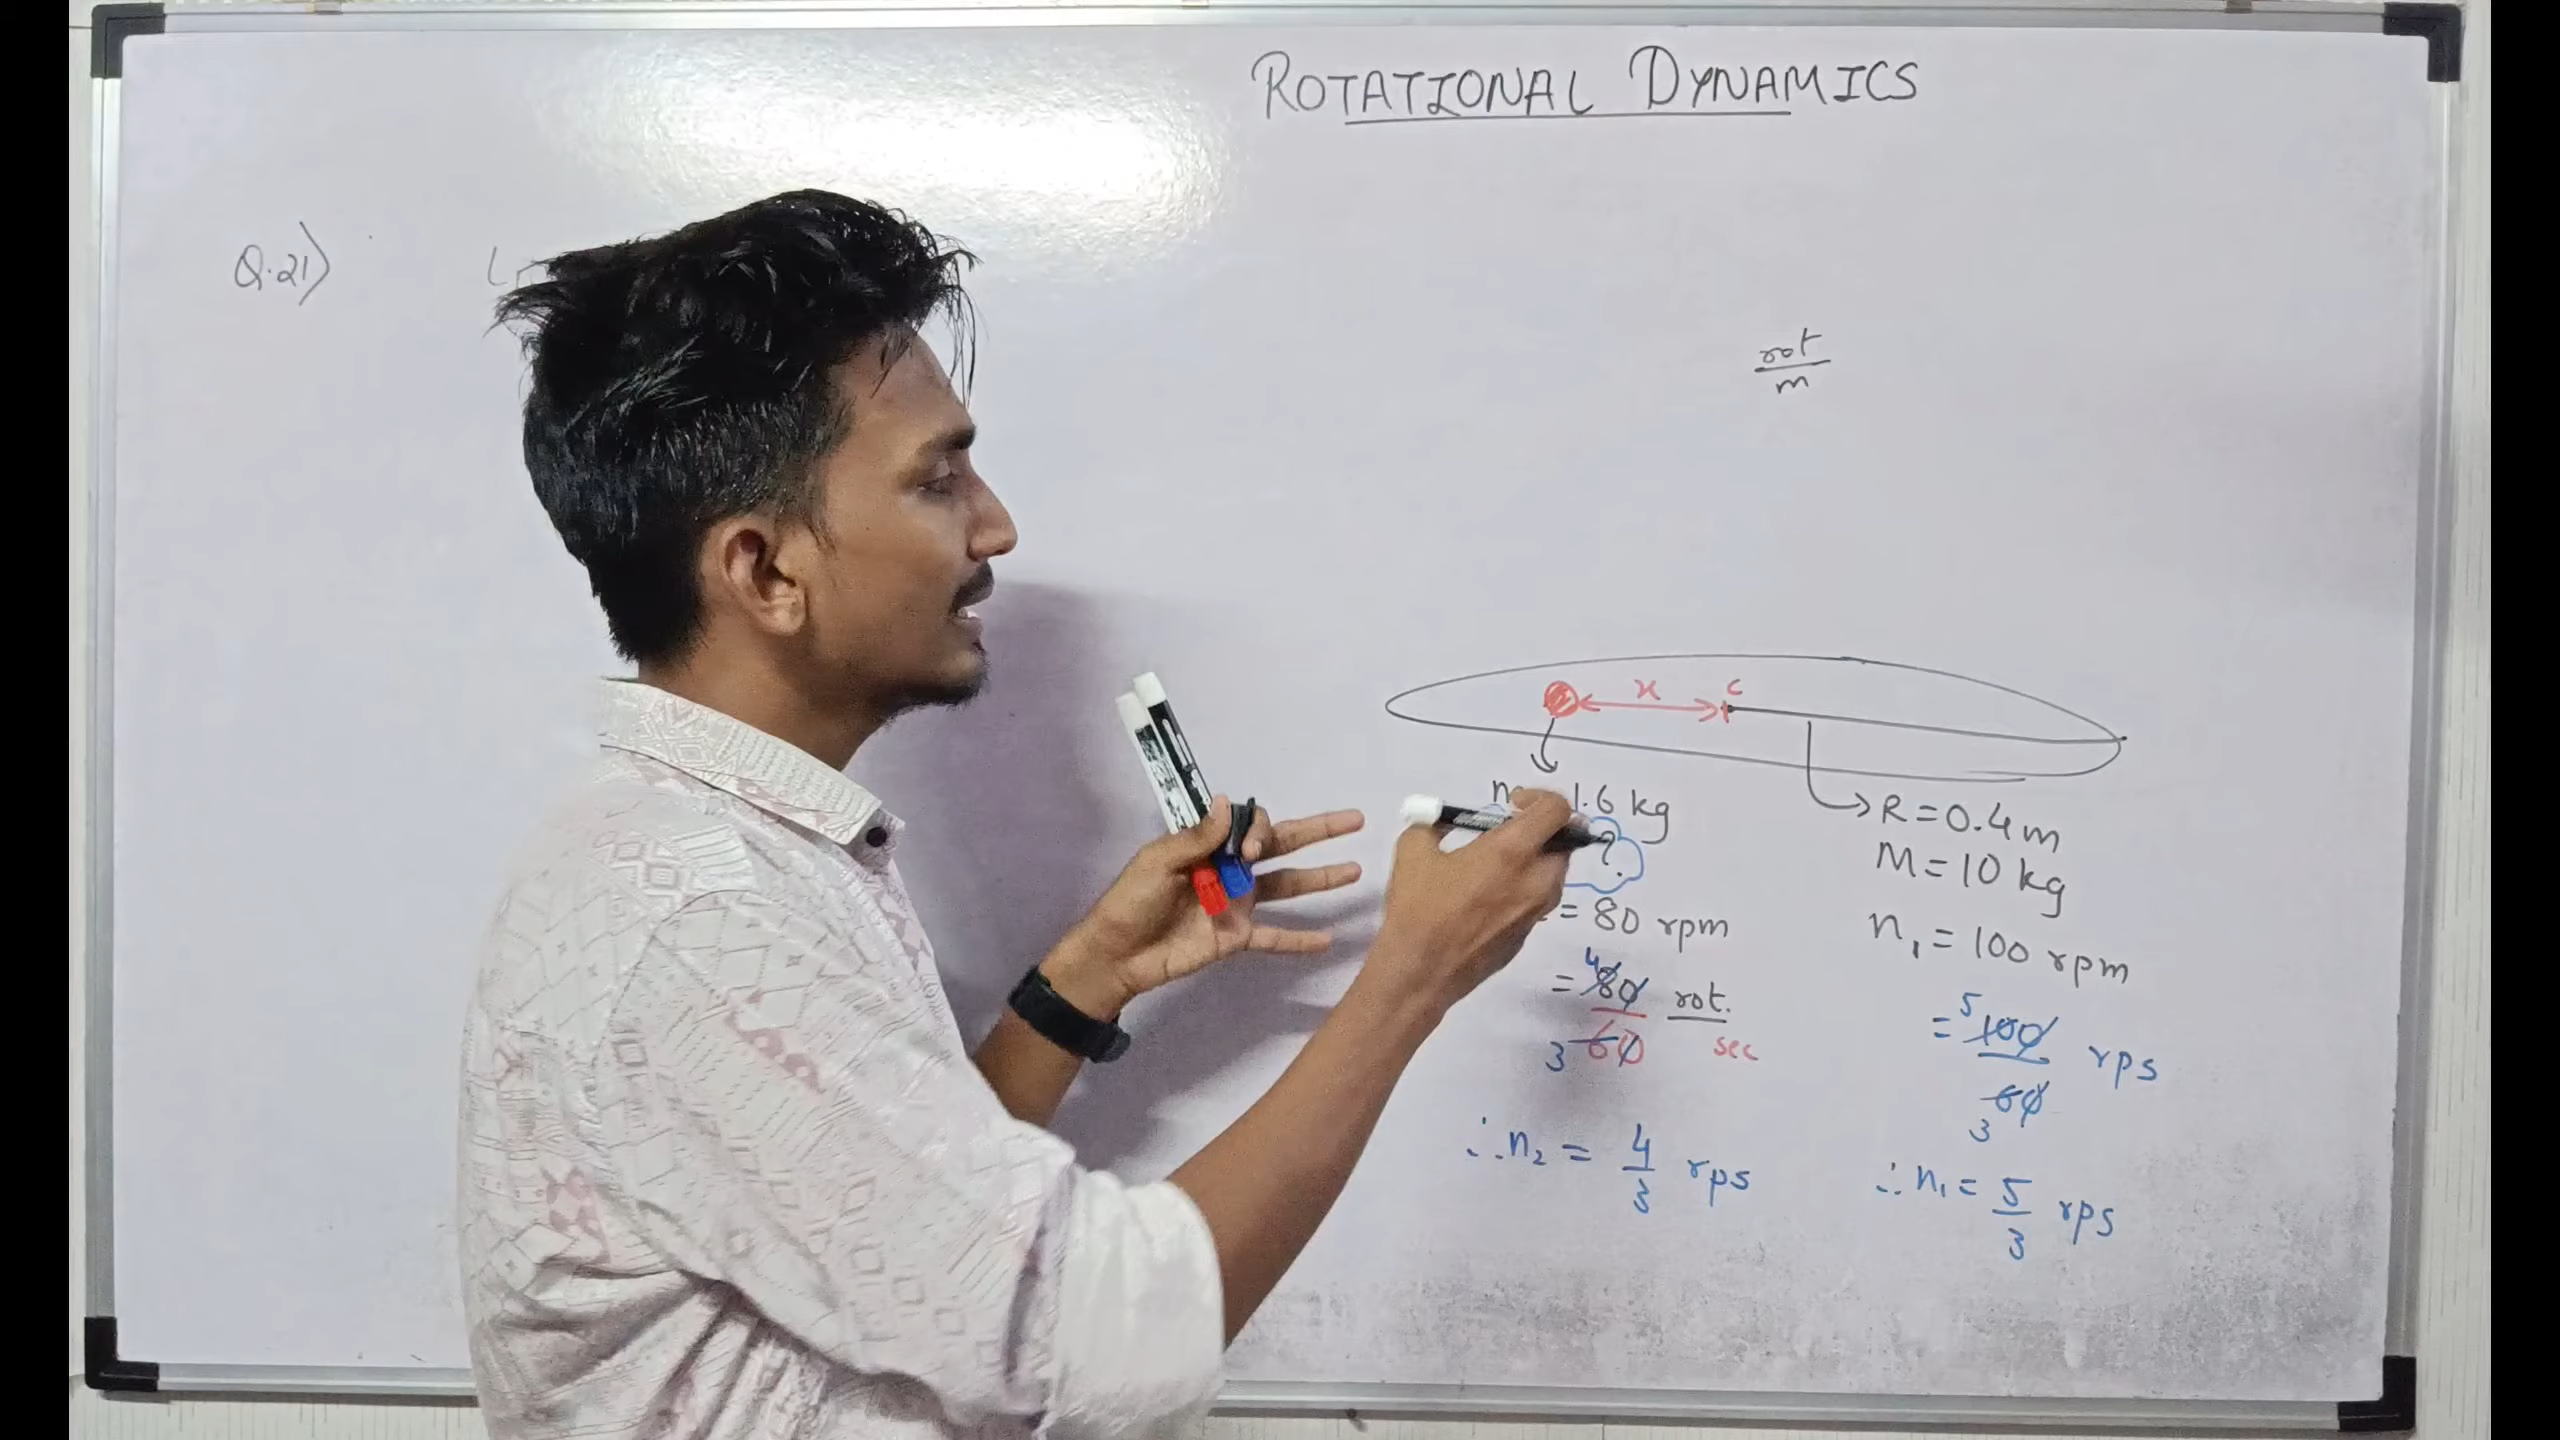 ROTATIONAL DYNAMICS
Q.21)
rot
m
x
c
m 1.6 kg
?
= 80 rpm
= 4 80 rot.
3 60 sec
∴ n₂ = 4/3 rps
R = 0.4 m
M = 10 kg
n₁ = 100 rpm
= 5 100 rps
3 60
∴ n₁ = 5/3 rps